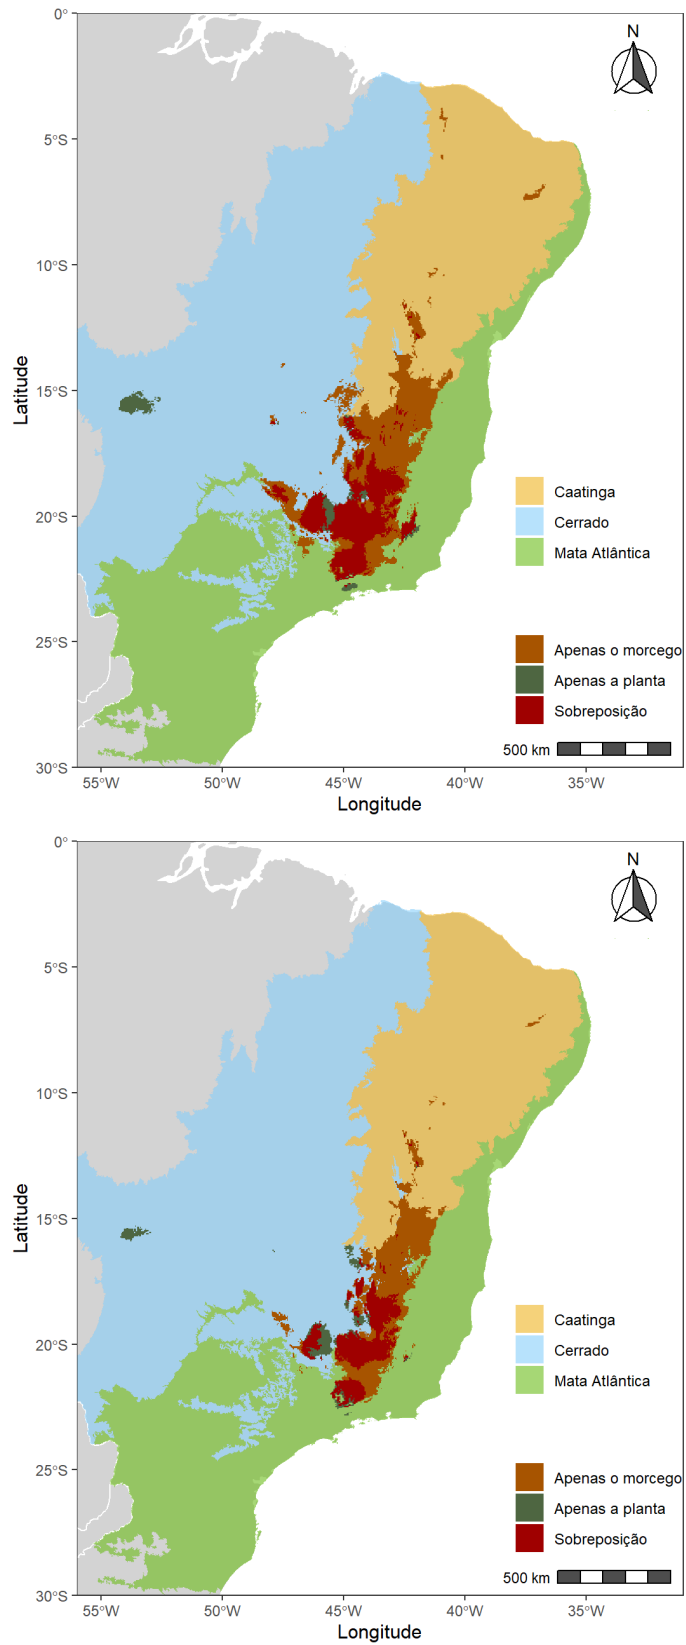 N
0°
5°S
10°S
15°S
20°S
25°S
30°S
Latitude
Caatinga
Cerrado
Mata Atlântica
Apenas o morcego
Apenas a planta
Sobreposição
500 km
55°W 50°W 45°W 40°W 35°W
Longitude
N
0°
5°S
10°S
15°S
20°S
25°S
30°S
Latitude
Caatinga
Cerrado
Mata Atlântica
Apenas o morcego
Apenas a planta
Sobreposição
500 km
55°W 50°W 45°W 40°W 35°W
Longitude